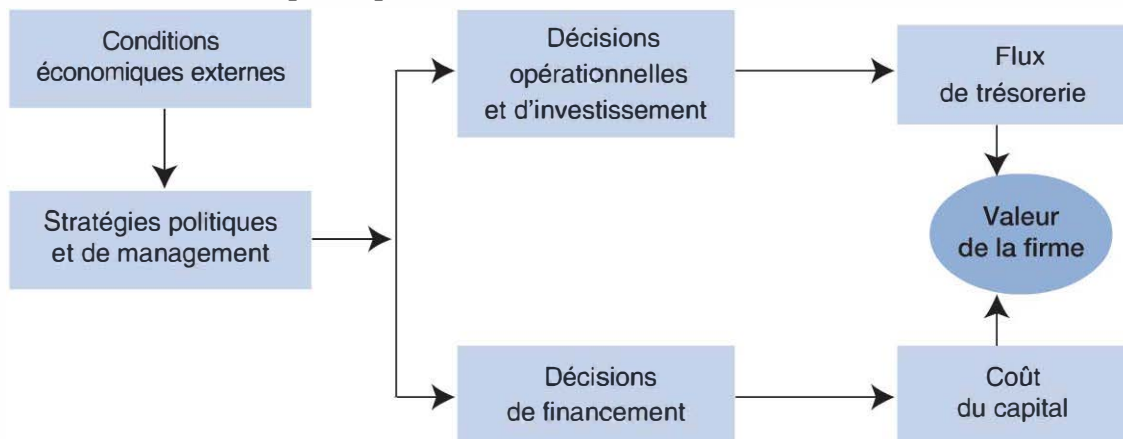 Conditions
économiques externes
Stratégies politiques
et de management
Décisions
opérationnelles
et d'investissement
Flux
de trésorerie
Valeur
de la firme
Décisions
de financement
Coût
du capital